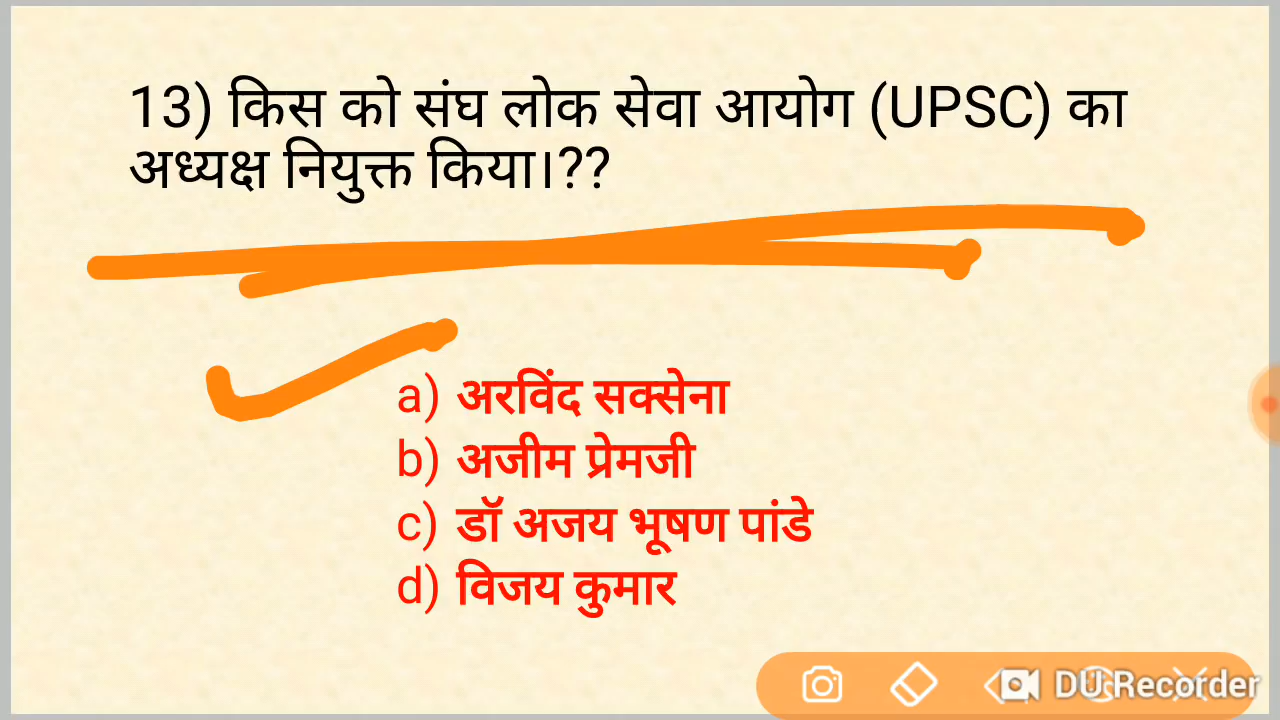 13) किस को संघ लोक सेवा आयोग (UPSC) का
अध्यक्ष नियुक्त किया।??
a) अरविंद सक्सेना
b) अजीम प्रेमजी
c) डॉ अजय भूषण पांडे
d) विजय कुमार
DU Recorder